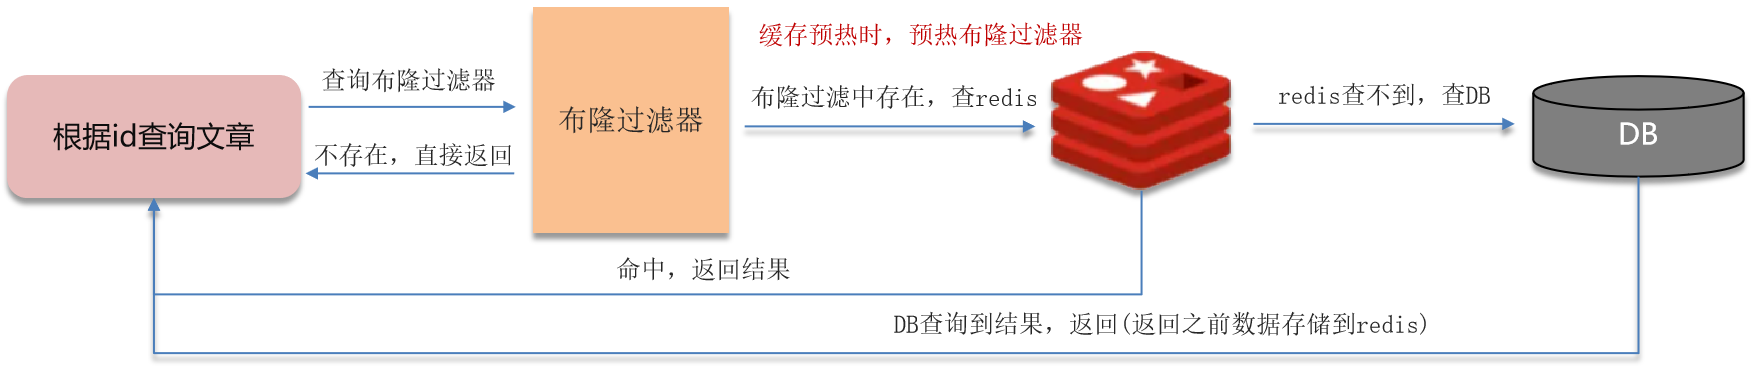 缓存预热时，预热布隆过滤器
查询布隆过滤器
布隆过滤中存在，查redis
redis查不到，查DB
根据id查询文章
布隆过滤器
DB
不存在，直接返回
命中，返回结果
DB查询到结果，返回(返回之前数据存储到redis)